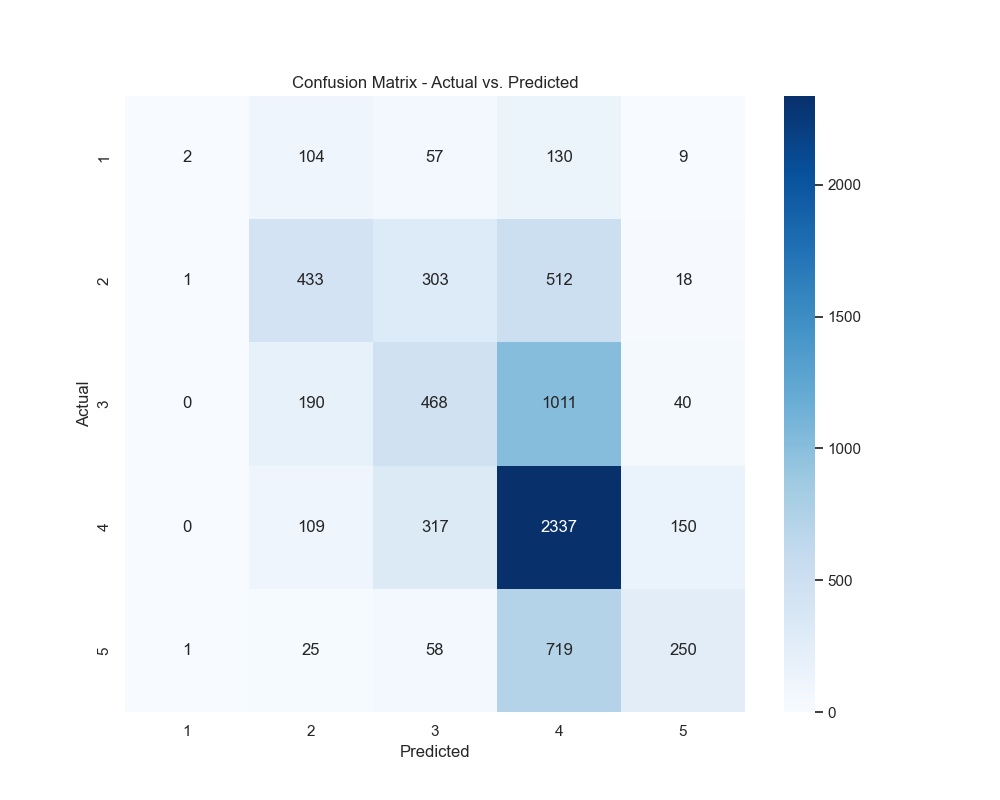 Confusion Matrix - Actual vs. Predicted
1 2 104 57 130 9
2 1 433 303 512 18
3 0 190 468 1011 40
4 0 109 317 2337 150
5 1 25 58 719 250
1 2 3 4 5
Actual
Predicted
2000
1500
1000
500
0